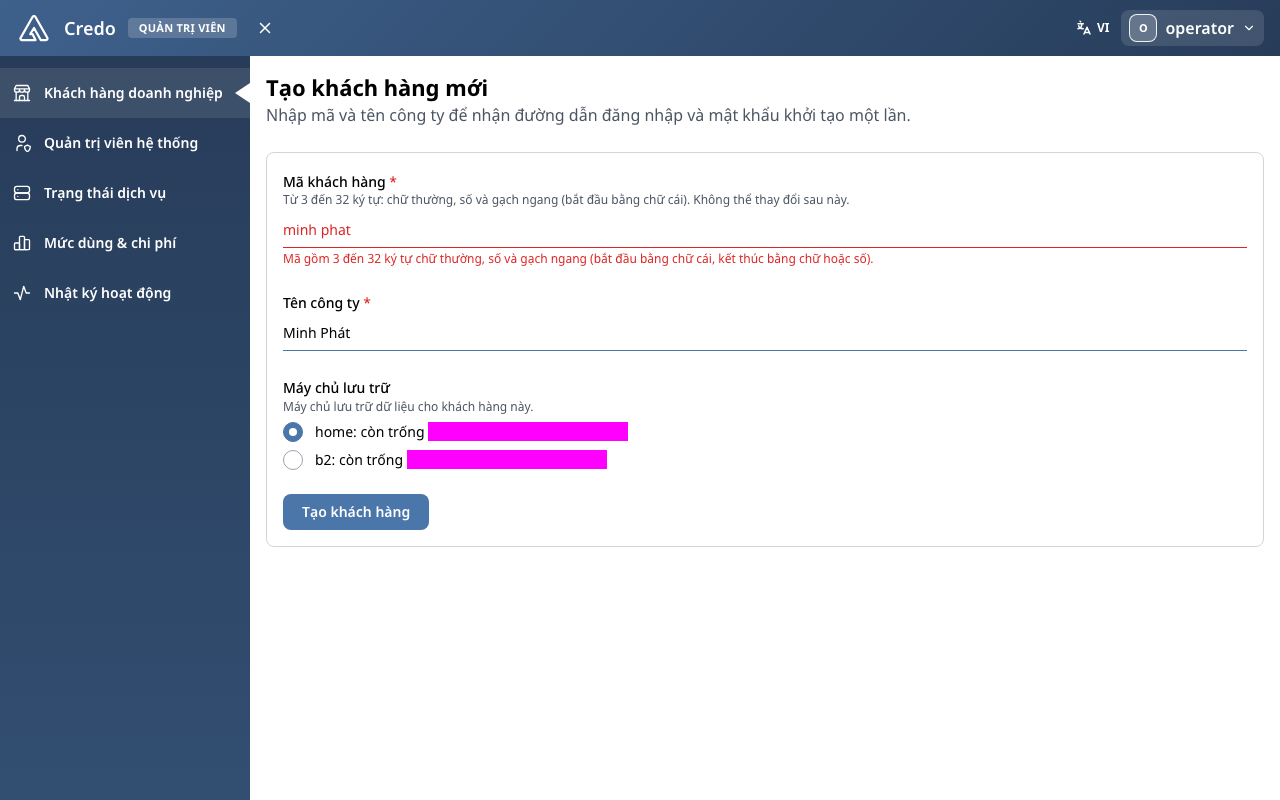 Credo
QUẢN TRỊ VIÊN
VI
O
operator
Khách hàng doanh nghiệp
Quản trị viên hệ thống
Trạng thái dịch vụ
Mức dùng & chi phí
Nhật ký hoạt động
Tạo khách hàng mới
Nhập mã và tên công ty để nhận đường dẫn đăng nhập và mật khẩu khởi tạo một lần.
Mã khách hàng *
Từ 3 đến 32 ký tự: chữ thường, số và gạch ngang (bắt đầu bằng chữ cái). Không thể thay đổi sau này.
minh phat
Mã gồm 3 đến 32 ký tự chữ thường, số và gạch ngang (bắt đầu bằng chữ cái, kết thúc bằng chữ hoặc số).
Tên công ty *
Minh Phát
Máy chủ lưu trữ
Máy chủ lưu trữ dữ liệu cho khách hàng này.
home: còn trống
b2: còn trống
Tạo khách hàng